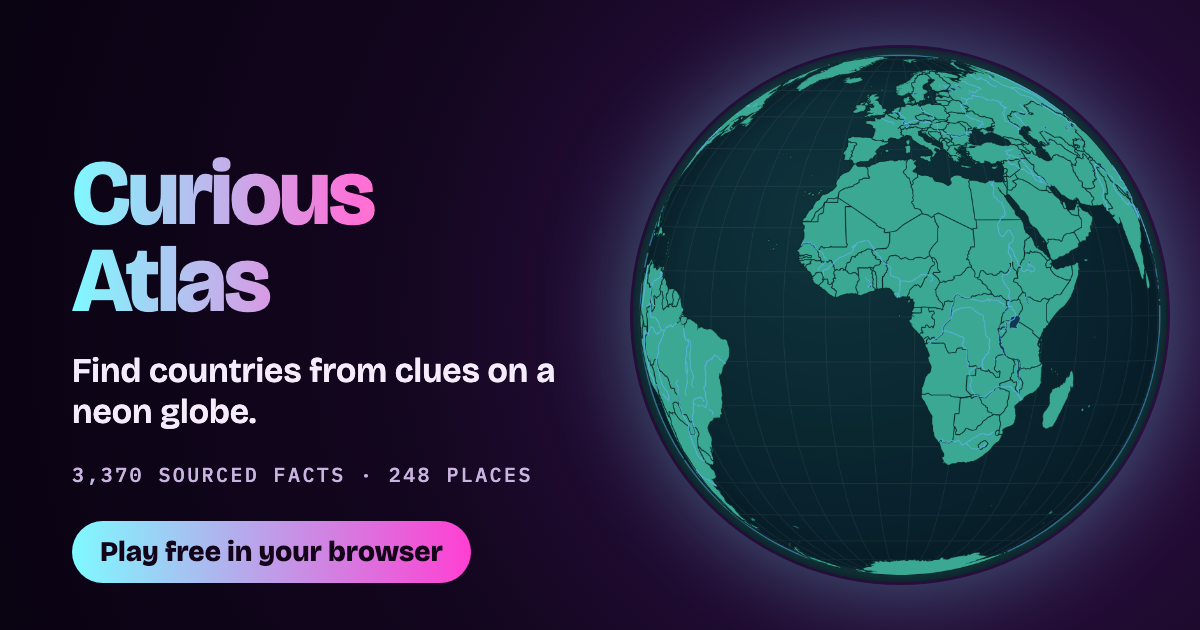 Curious
Atlas
Find countries from clues on a
neon globe.
3,370 SOURCED FACTS · 248 PLACES
Play free in your browser